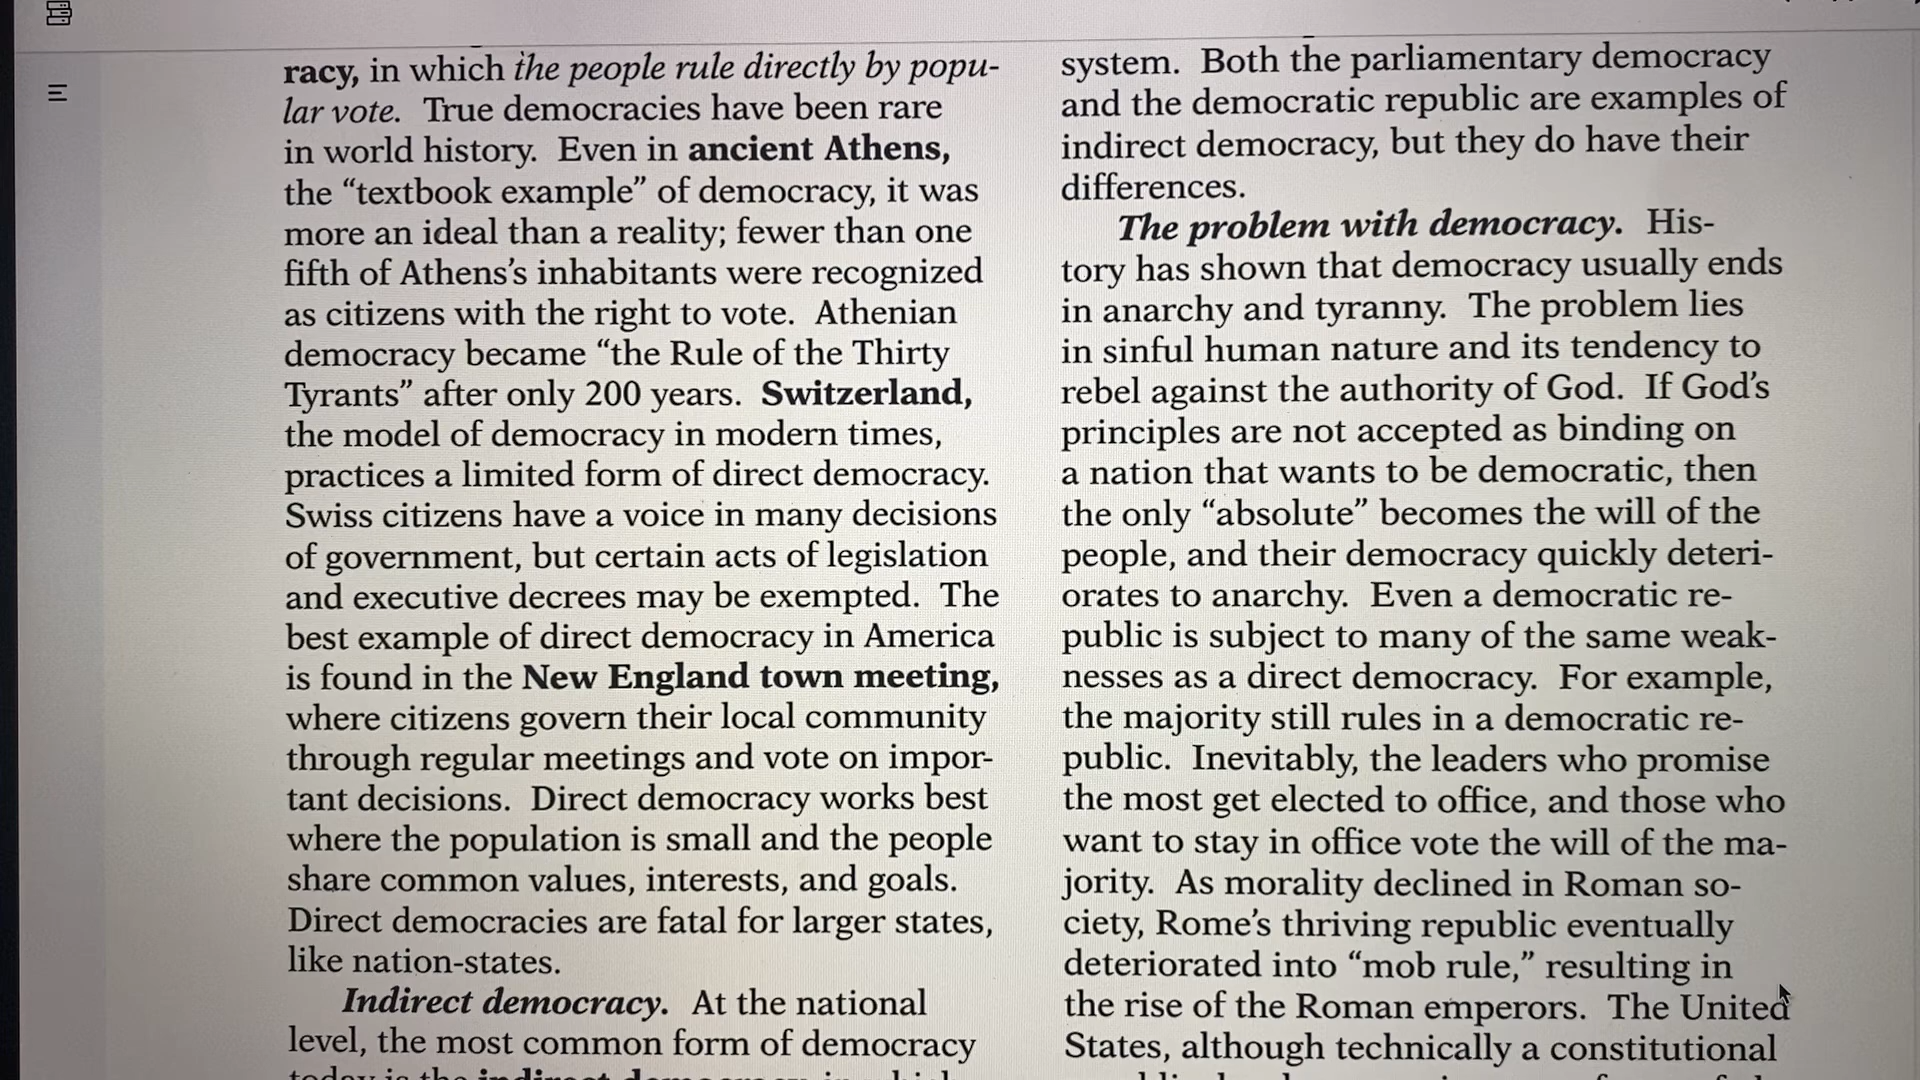 racy, in which the people rule directly by popu-
lar vote. True democracies have been rare
in world history. Even in ancient Athens,
the “textbook example” of democracy, it was
more an ideal than a reality; fewer than one
fifth of Athens’s inhabitants were recognized
as citizens with the right to vote. Athenian
democracy became “the Rule of the Thirty
Tyrants” after only 200 years. Switzerland,
the model of democracy in modern times,
practices a limited form of direct democracy.
Swiss citizens have a voice in many decisions
of government, but certain acts of legislation
and executive decrees may be exempted. The
best example of direct democracy in America
is found in the New England town meeting,
where citizens govern their local community
through regular meetings and vote on impor-
tant decisions. Direct democracy works best
where the population is small and the people
share common values, interests, and goals.
Direct democracies are fatal for larger states,
like nation-states.
Indirect democracy. At the national
level, the most common form of democracy
today is the indirect democracy, in which
system. Both the parliamentary democracy
and the democratic republic are examples of
indirect democracy, but they do have their
differences.
The problem with democracy. His-
tory has shown that democracy usually ends
in anarchy and tyranny. The problem lies
in sinful human nature and its tendency to
rebel against the authority of God. If God’s
principles are not accepted as binding on
a nation that wants to be democratic, then
the only “absolute” becomes the will of the
people, and their democracy quickly deteri-
orates to anarchy. Even a democratic re-
public is subject to many of the same weak-
nesses as a direct democracy. For example,
the majority still rules in a democratic re-
public. Inevitably, the leaders who promise
the most get elected to office, and those who
want to stay in office vote the will of the ma-
jority. As morality declined in Roman so-
ciety, Rome’s thriving republic eventually
deteriorated into “mob rule,” resulting in
the rise of the Roman emperors. The United
States, although technically a constitutional